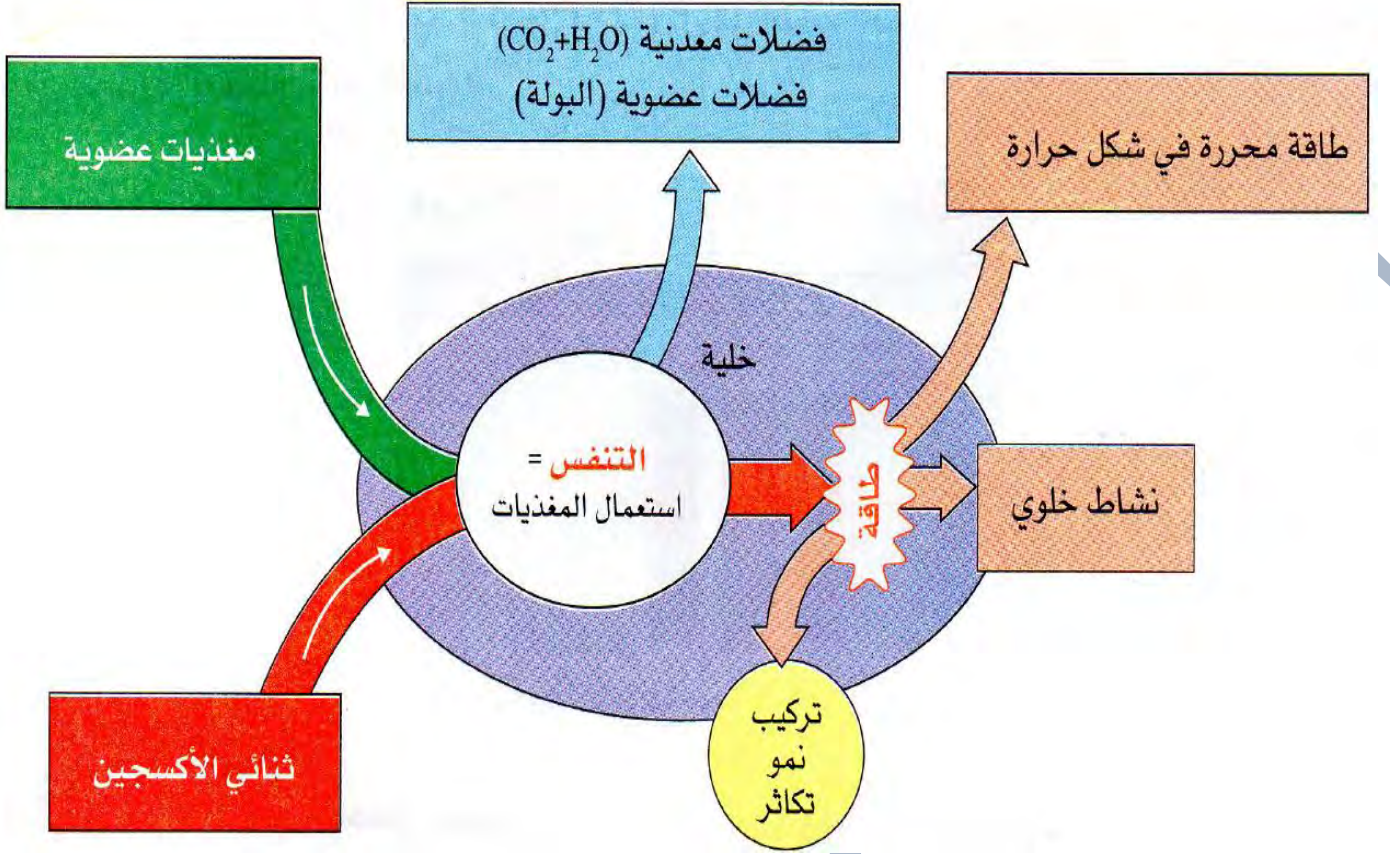 فضلات معدنية (CO₂+H₂O)
فضلات عضوية (البولة)
مغذيات عضوية
طاقة محررة في شكل حرارة
خلية
التنفس =
استعمال المغذيات
طاقة
نشاط خلوي
ثنائي الأكسجين
تركيب
نمو
تكاثر